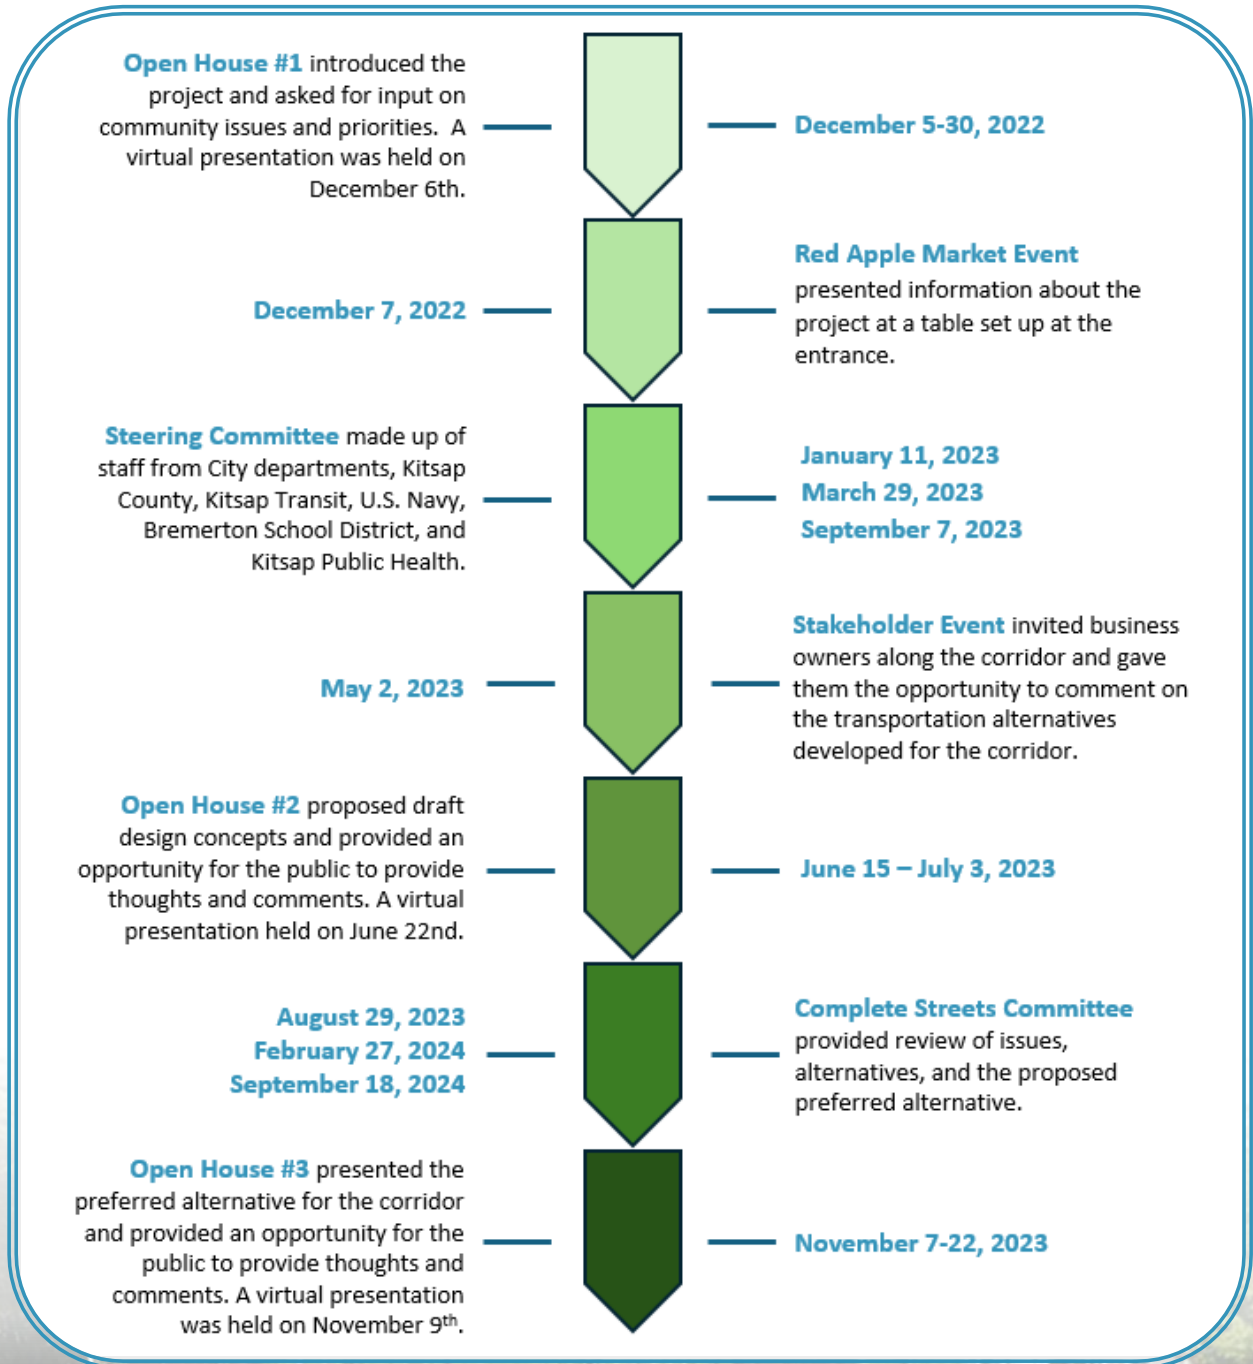 Open House #1 introduced the
project and asked for input on
community issues and priorities. A
virtual presentation was held on
December 6th.
December 5-30, 2022
December 7, 2022
Red Apple Market Event
presented information about the
project at a table set up at the
entrance.
Steering Committee made up of
staff from City departments, Kitsap
County, Kitsap Transit, U.S. Navy,
Bremerton School District, and
Kitsap Public Health.
January 11, 2023
March 29, 2023
September 7, 2023
May 2, 2023
Stakeholder Event invited business
owners along the corridor and gave
them the opportunity to comment on
the transportation alternatives
developed for the corridor.
Open House #2 proposed draft
design concepts and provided an
opportunity for the public to provide
thoughts and comments. A virtual
presentation held on June 22nd.
June 15 – July 3, 2023
August 29, 2023
February 27, 2024
September 18, 2024
Complete Streets Committee
provided review of issues,
alternatives, and the proposed
preferred alternative.
Open House #3 presented the
preferred alternative for the corridor
and provided an opportunity for the
public to provide thoughts and
comments. A virtual presentation
was held on November 9th.
November 7-22, 2023